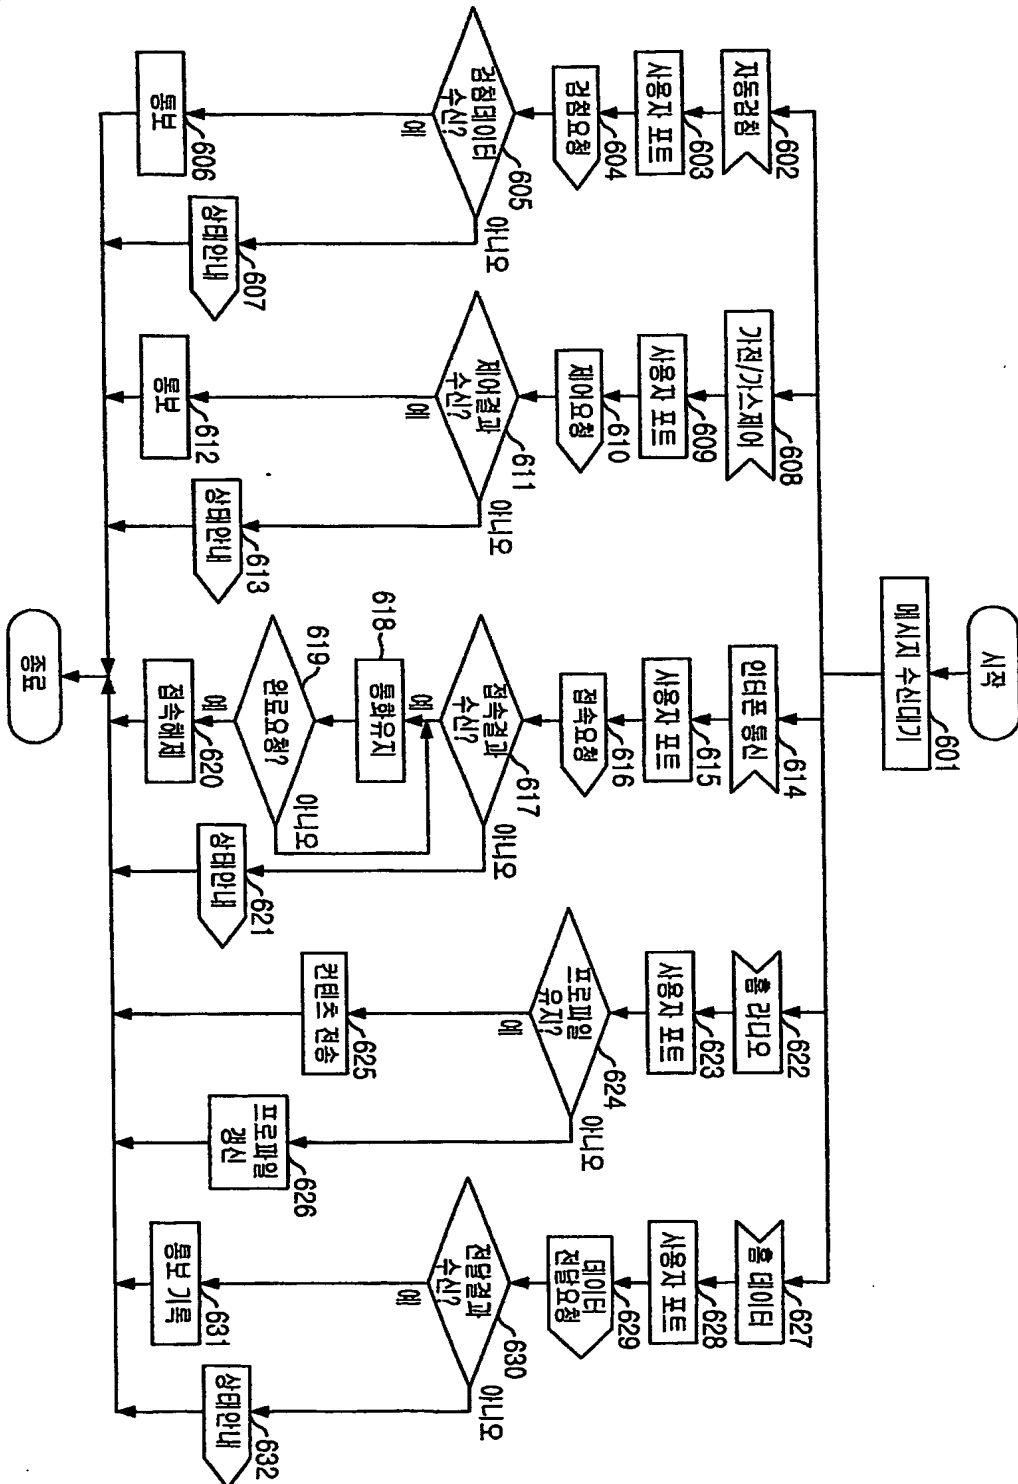 시작
메시지 수신대기
601
자동검침
602
사용자 포트
603
검침요청
604
검침데이터
수신?
605
예
아니오
통보
606
상태안내
607
가전/가스제어
608
사용자 포트
609
제어요청
610
제어결과
수신?
611
예
아니오
통보
612
상태안내
613
인터폰 통신
614
사용자 포트
615
접속요청
616
접속결과
수신?
617
예
아니오
통화유지
618
완료요청?
619
예
아니오
접속해제
620
상태안내
621
홈 라디오
622
사용자 포트
623
프로파일
유지?
624
예
아니오
컨텐츠 전송
625
프로파일
갱신
626
홈 데이터
627
사용자 포트
628
데이터
전달요청
629
전달결과
수신?
630
예
아니오
통보 기록
631
상태안내
632
종료